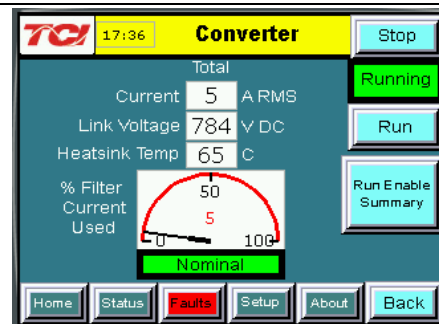 TCI 17:36 Converter Stop
Total
Running
Current 5 A RMS
Link Voltage 784 V DC
Run
Heatsink Temp 65 C
% Filter
Current
Used
50
5
0 100
Nominal
Run Enable
Summary
Home Status Faults Setup About Back